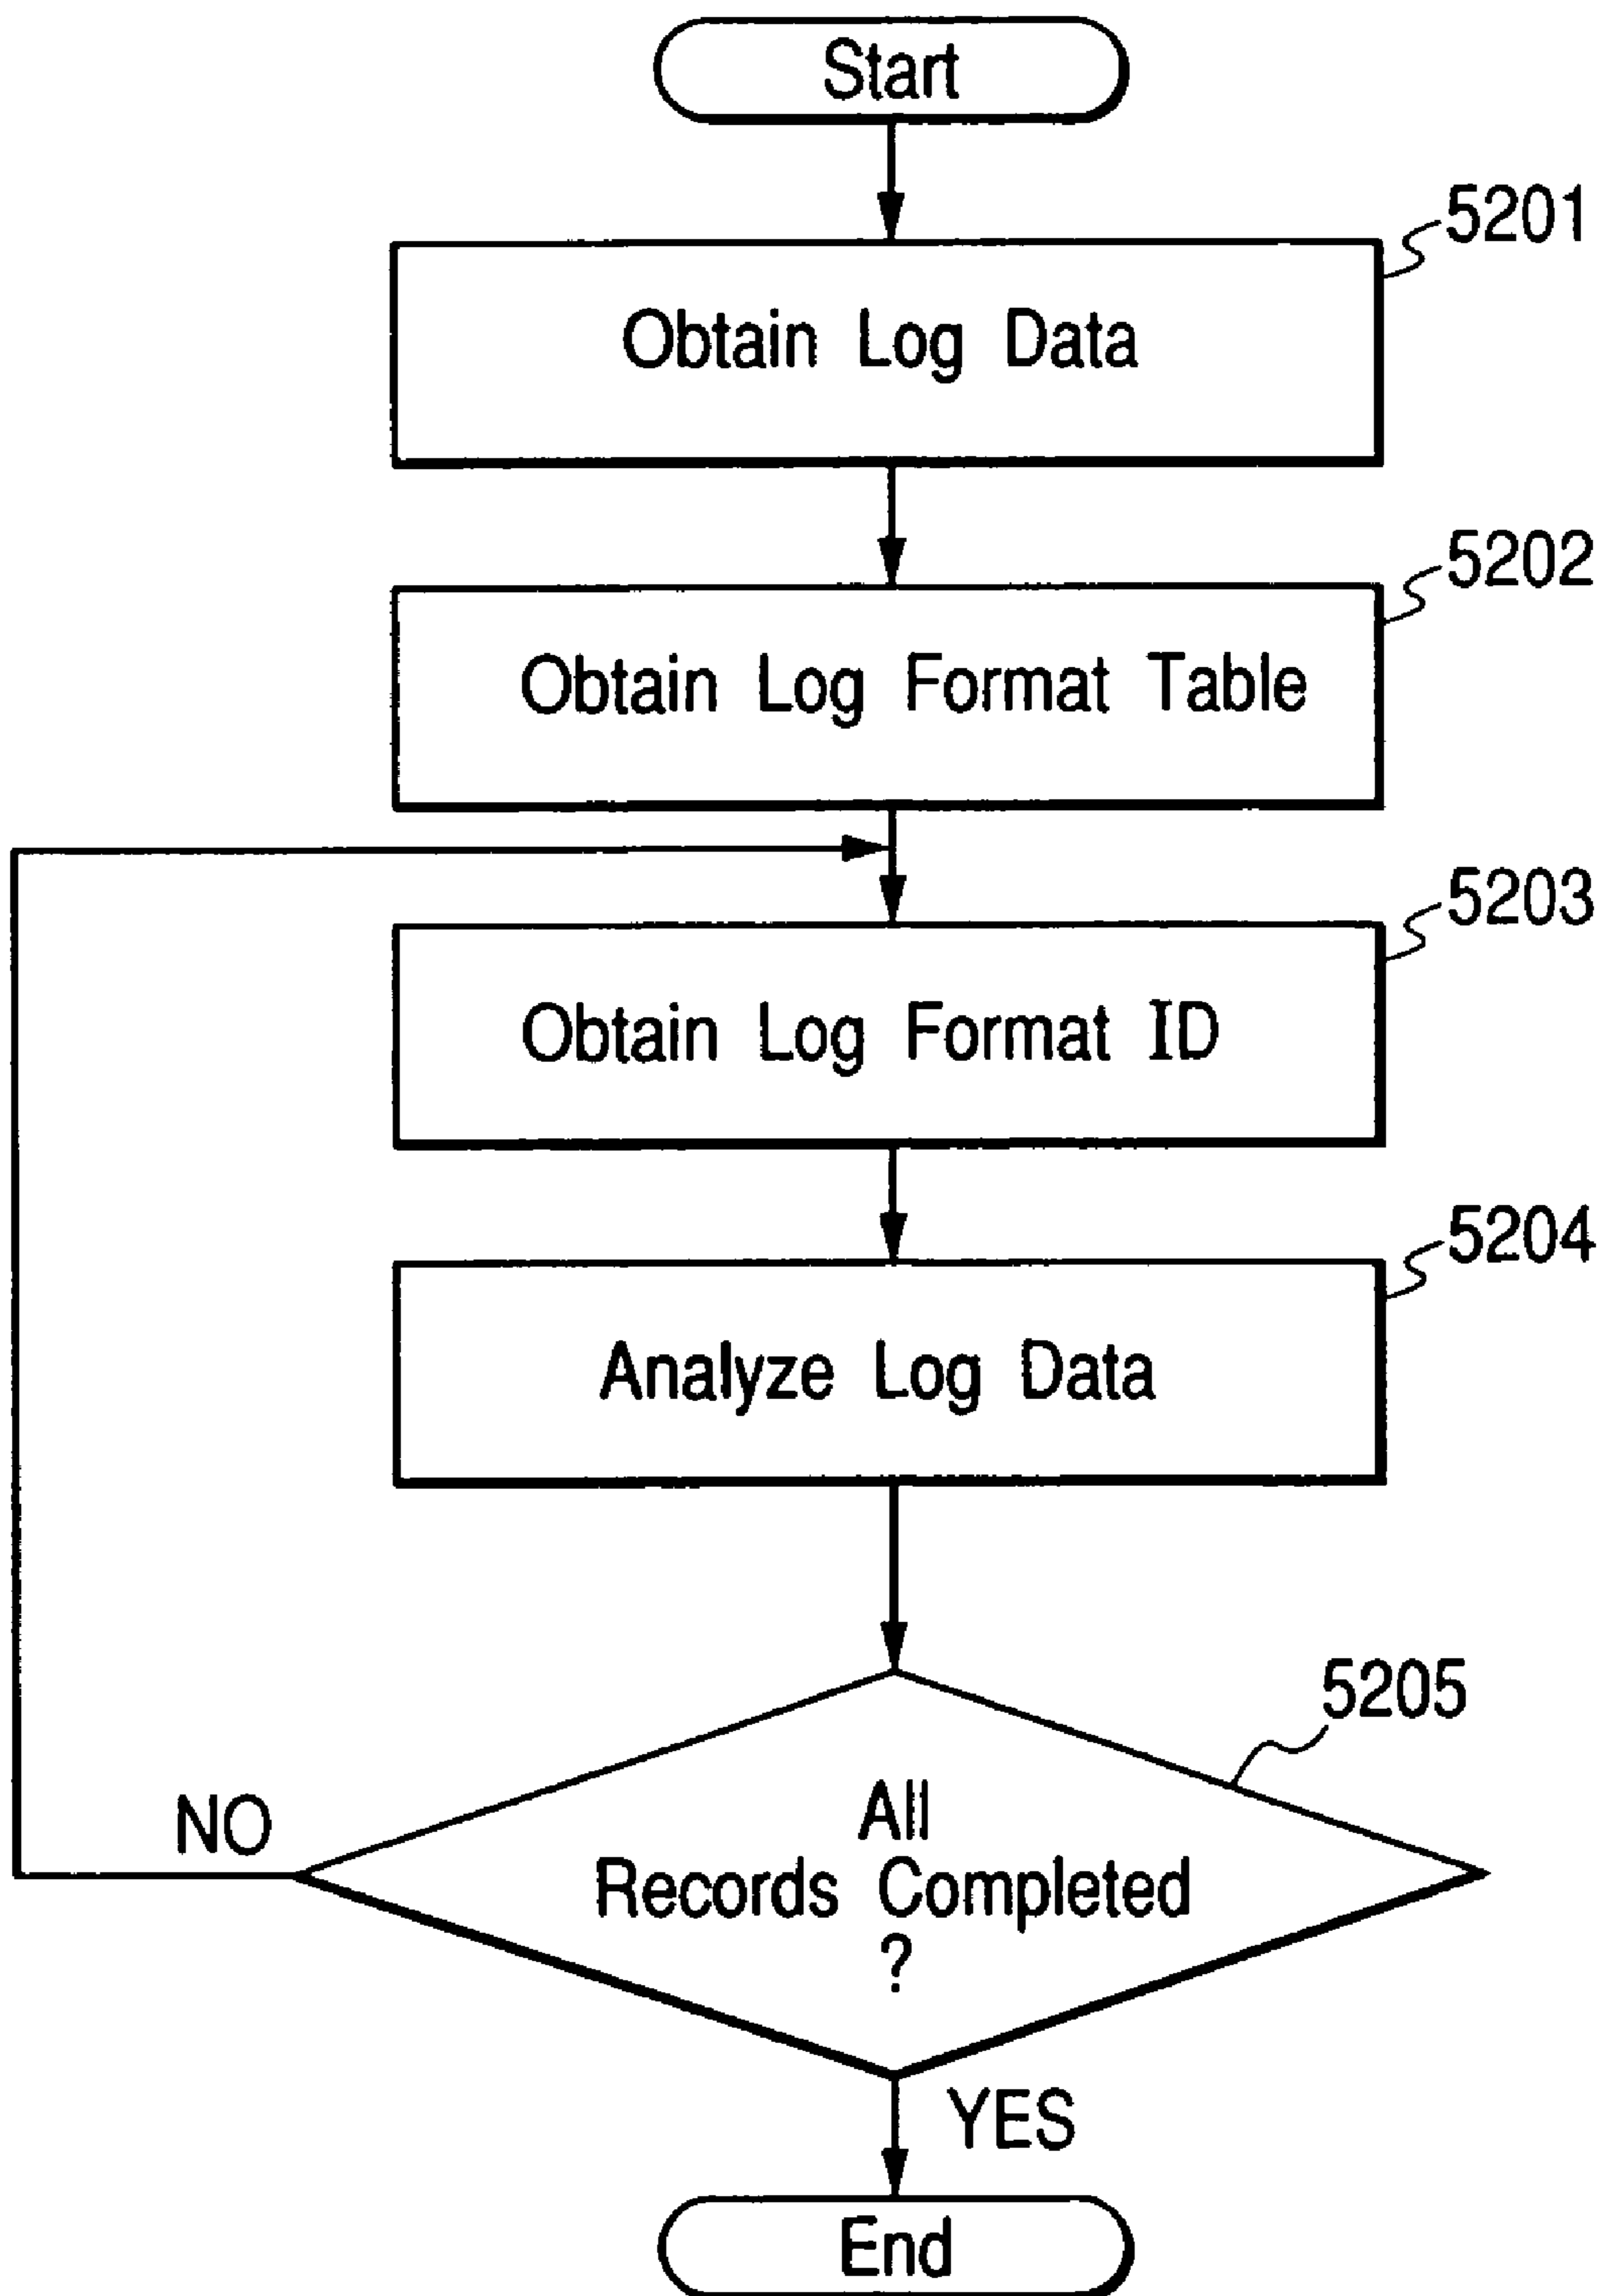 Start
5201
Obtain Log Data
5202
Obtain Log Format Table
5203
Obtain Log Format ID
5204
Analyze Log Data
5205
NO
All
Records Completed
?
YES
End